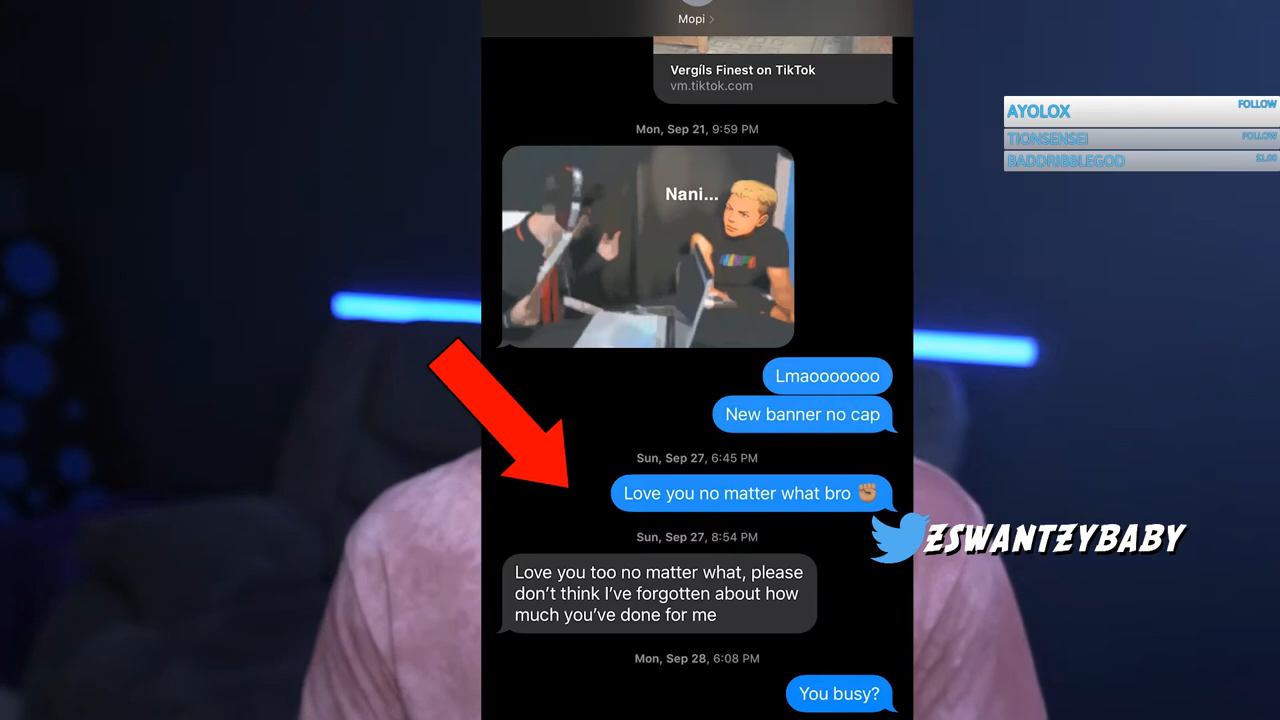 Mopi
Vergíls Finest on TikTok
vm.tiktok.com
Mon, Sep 21, 9:59 PM
Nani...
Lmaooooooo
New banner no cap
Sun, Sep 27, 6:45 PM
Love you no matter what bro
Sun, Sep 27, 8:54 PM
Love you too no matter what, please
don't think I've forgotten about how
much you've done for me
Mon, Sep 28, 6:08 PM
You busy?
AYOLOX FOLLOW
TIONSENSEI FOLLOW
BADDRIBBLEGOD $1.00
ZSWANTZYBABY